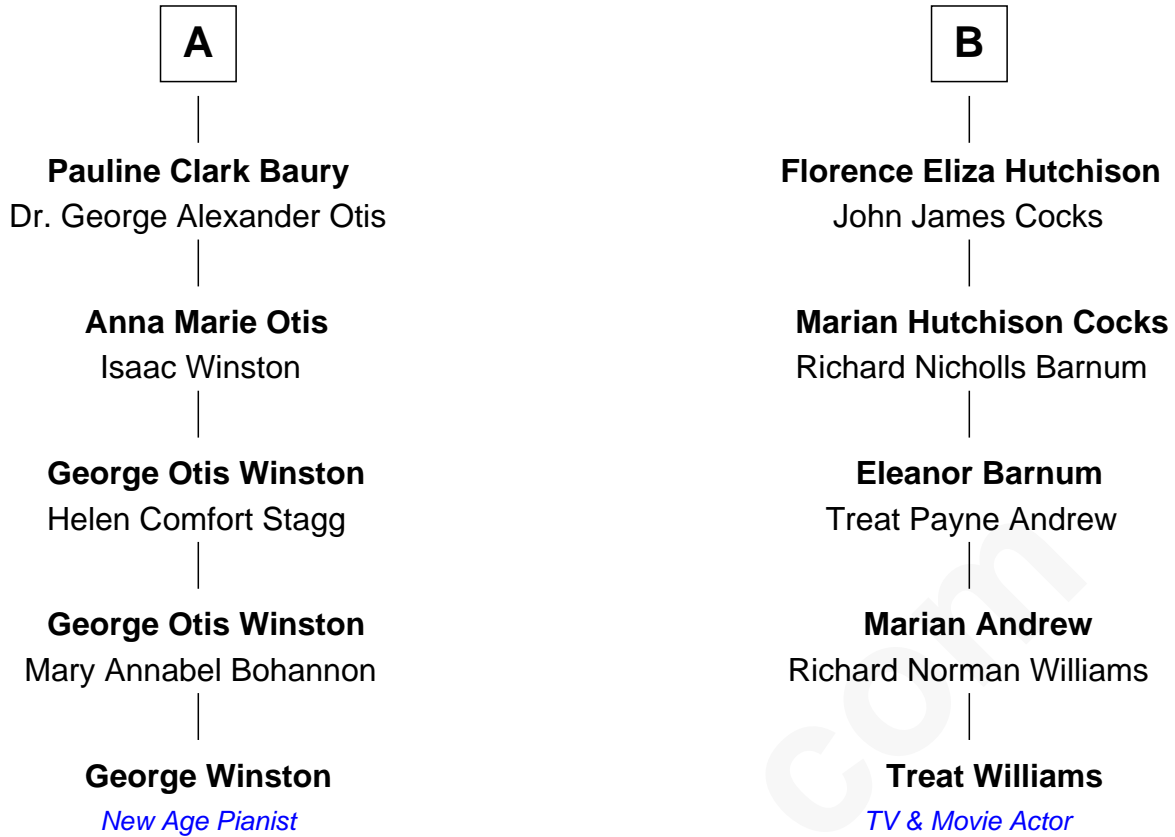 A
Pauline Clark Baury
Dr. George Alexander Otis
Anna Marie Otis
Isaac Winston
George Otis Winston
Helen Comfort Stagg
George Otis Winston
Mary Annabel Bohannon
George Winston
New Age Pianist
B
Florence Eliza Hutchison
John James Cocks
Marian Hutchison Cocks
Richard Nicholls Barnum
Eleanor Barnum
Treat Payne Andrew
Marian Andrew
Richard Norman Williams
Treat Williams
TV & Movie Actor
com